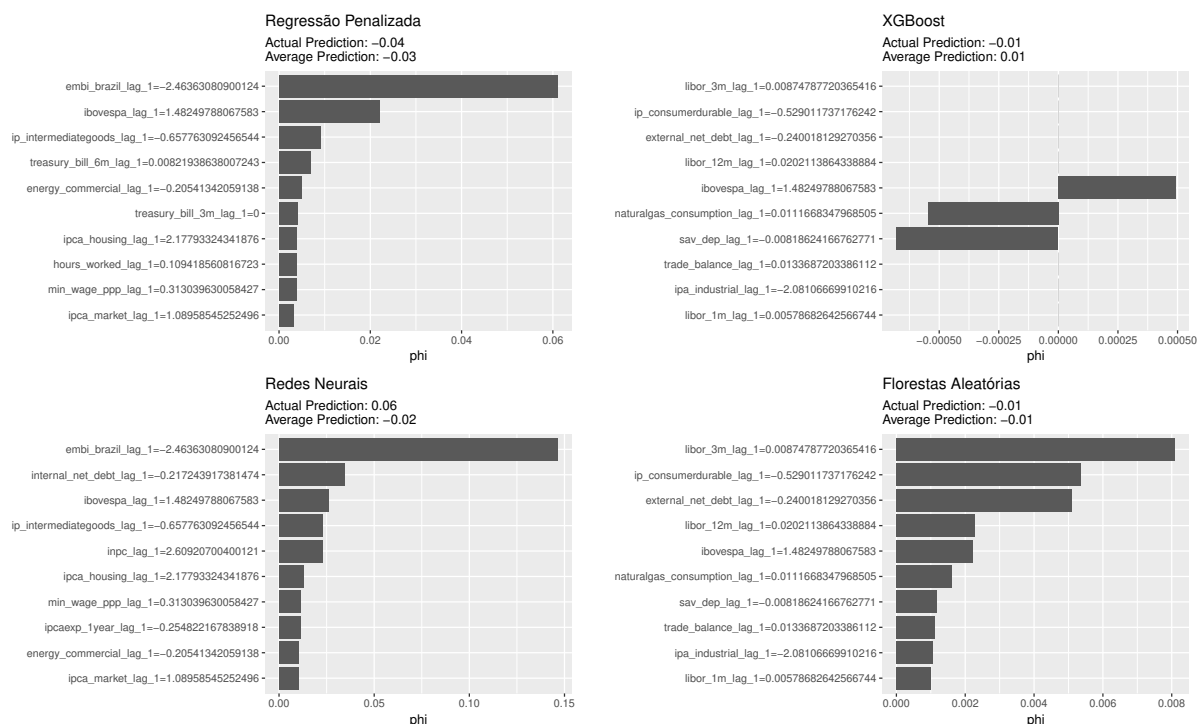 Regressão Penalizada
Actual Prediction: −0.04
Average Prediction: −0.03
embi_brazil_lag_1=−2.46363080900124
ibovespa_lag_1=1.48249788067583
ip_intermediategoods_lag_1=−0.657763092456544
treasury_bill_6m_lag_1=0.00821938638007243
energy_commercial_lag_1=−0.20541342059138
treasury_bill_3m_lag_1=0
ipca_housing_lag_1=2.17793324341876
hours_worked_lag_1=0.109418560816723
min_wage_ppp_lag_1=0.313039630058427
ipca_market_lag_1=1.08958545252496
0.00 0.02 0.04 0.06
phi
XGBoost
Actual Prediction: −0.01
Average Prediction: 0.01
libor_3m_lag_1=0.00874787720365416
ip_consumerdurable_lag_1=−0.529011737176242
external_net_debt_lag_1=−0.240018129270356
libor_12m_lag_1=0.0202113864338884
ibovespa_lag_1=1.48249788067583
naturalgas_consumption_lag_1=0.0111668347968505
sav_dep_lag_1=−0.00818624166762771
trade_balance_lag_1=0.0133687203386112
ipa_industrial_lag_1=−2.08106669910216
libor_1m_lag_1=0.00578682642566744
−0.00050 −0.00025 0.00000 0.00025 0.00050
phi
Redes Neurais
Actual Prediction: 0.06
Average Prediction: −0.02
embi_brazil_lag_1=−2.46363080900124
internal_net_debt_lag_1=−0.217243917381474
ibovespa_lag_1=1.48249788067583
ip_intermediategoods_lag_1=−0.657763092456544
inpc_lag_1=2.60920700400121
ipca_housing_lag_1=2.17793324341876
min_wage_ppp_lag_1=0.313039630058427
ipcaexp_1year_lag_1=−0.254822167838918
energy_commercial_lag_1=−0.20541342059138
ipca_market_lag_1=1.08958545252496
0.00 0.05 0.10 0.15
phi
Florestas Aleatórias
Actual Prediction: −0.01
Average Prediction: −0.01
libor_3m_lag_1=0.00874787720365416
ip_consumerdurable_lag_1=−0.529011737176242
external_net_debt_lag_1=−0.240018129270356
libor_12m_lag_1=0.0202113864338884
ibovespa_lag_1=1.48249788067583
naturalgas_consumption_lag_1=0.0111668347968505
sav_dep_lag_1=−0.00818624166762771
trade_balance_lag_1=0.0133687203386112
ipa_industrial_lag_1=−2.08106669910216
libor_1m_lag_1=0.00578682642566744
0.000 0.002 0.004 0.006 0.008
phi